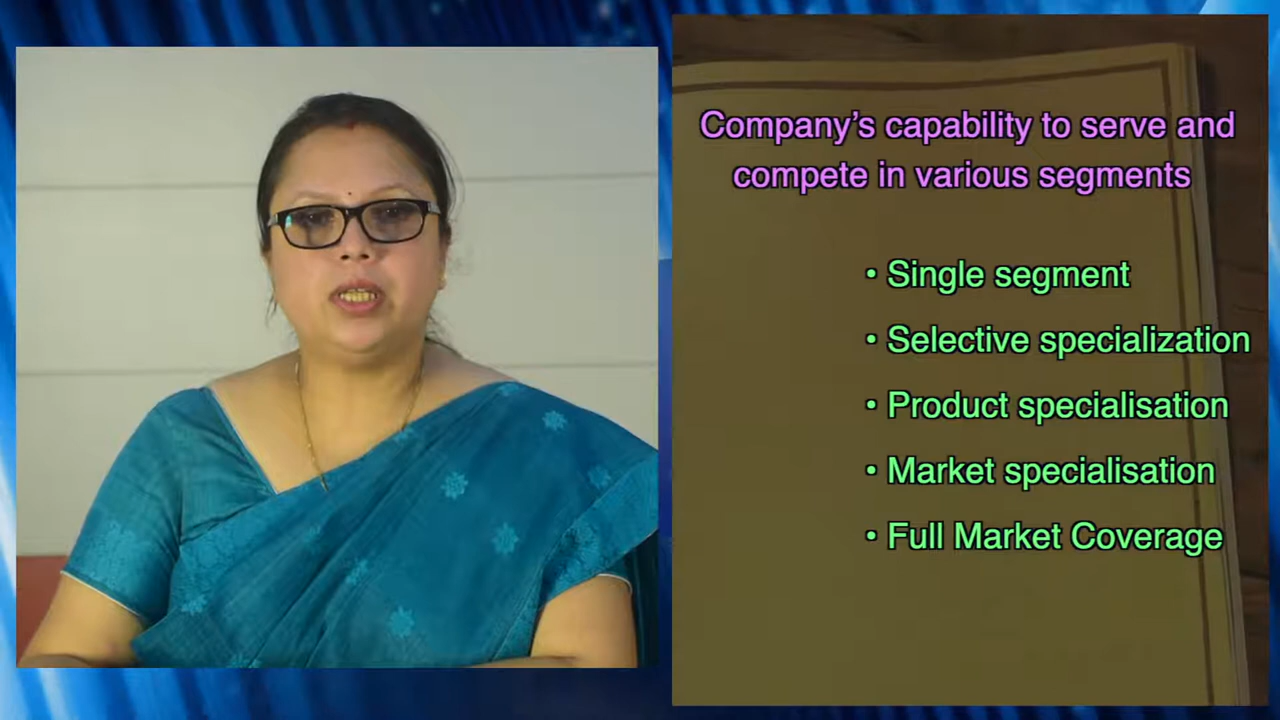 Company’s capability to serve and
compete in various segments
• Single segment
• Selective specialization
• Product specialisation
• Market specialisation
• Full Market Coverage